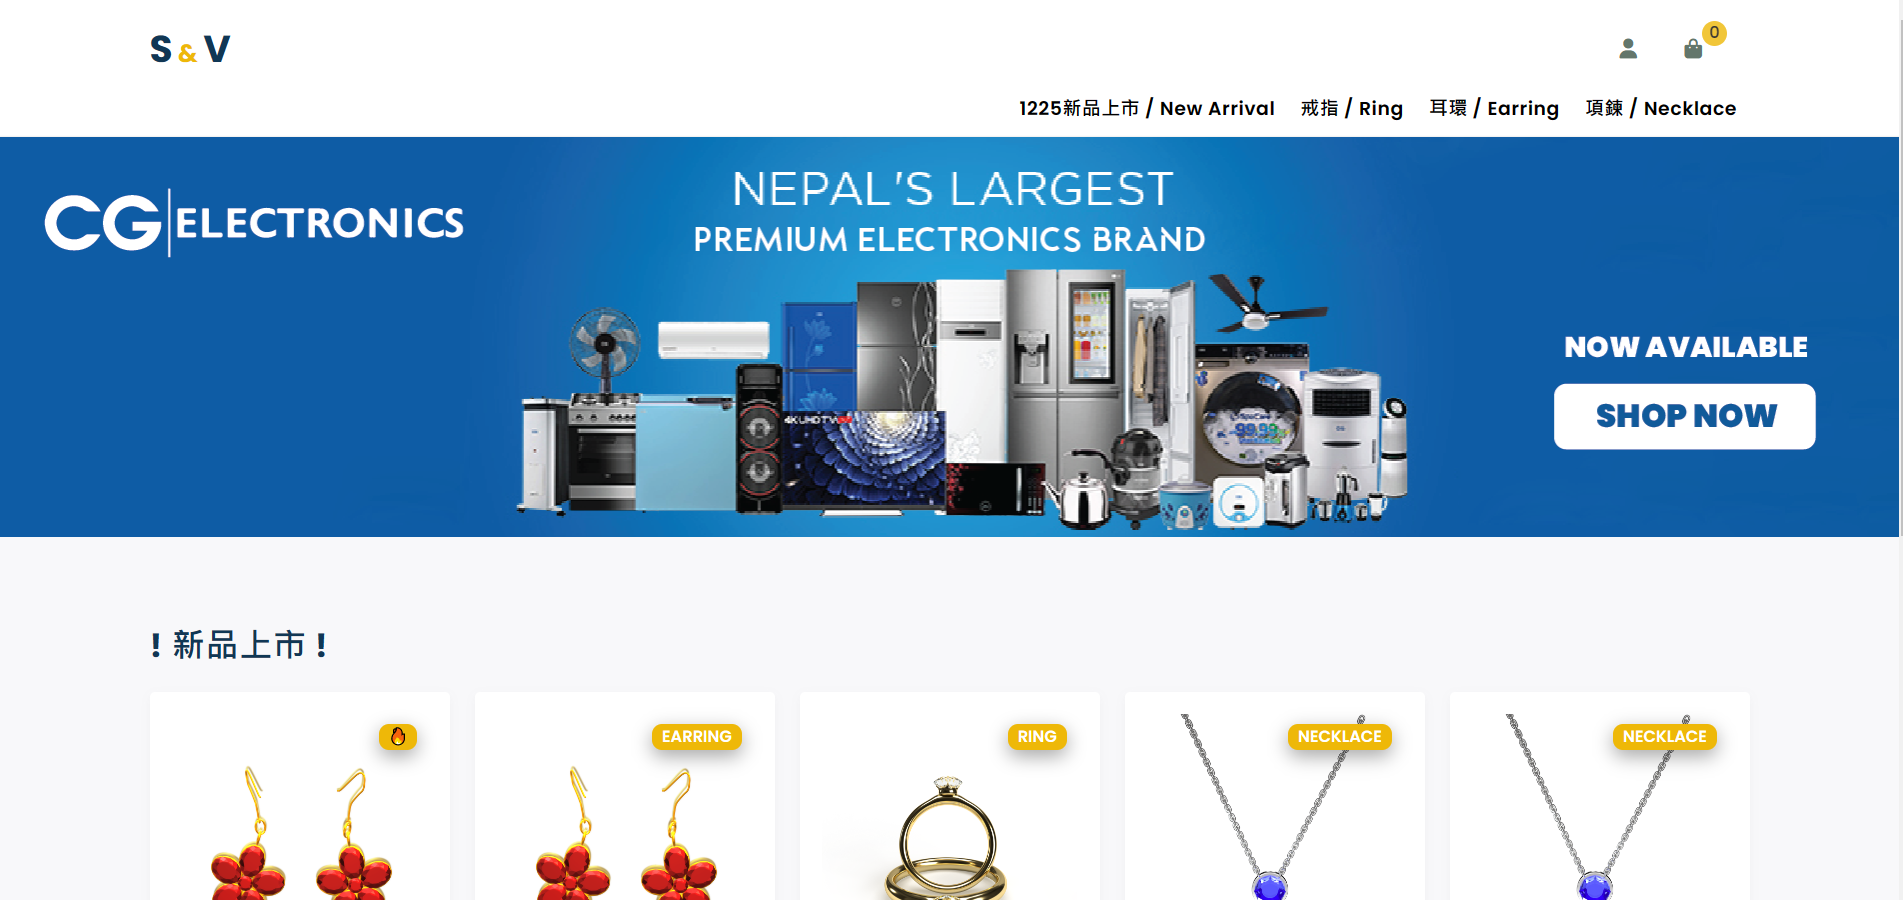 S & V
0
1225新品上市 / New Arrival 戒指 / Ring 耳環 / Earring 項鍊 / Necklace
CG ELECTRONICS
NEPAL'S LARGEST
PREMIUM ELECTRONICS BRAND
4K UHD TV
99.99
NOW AVAILABLE
SHOP NOW
! 新品上市 !
EARRING
RING
NECKLACE
NECKLACE